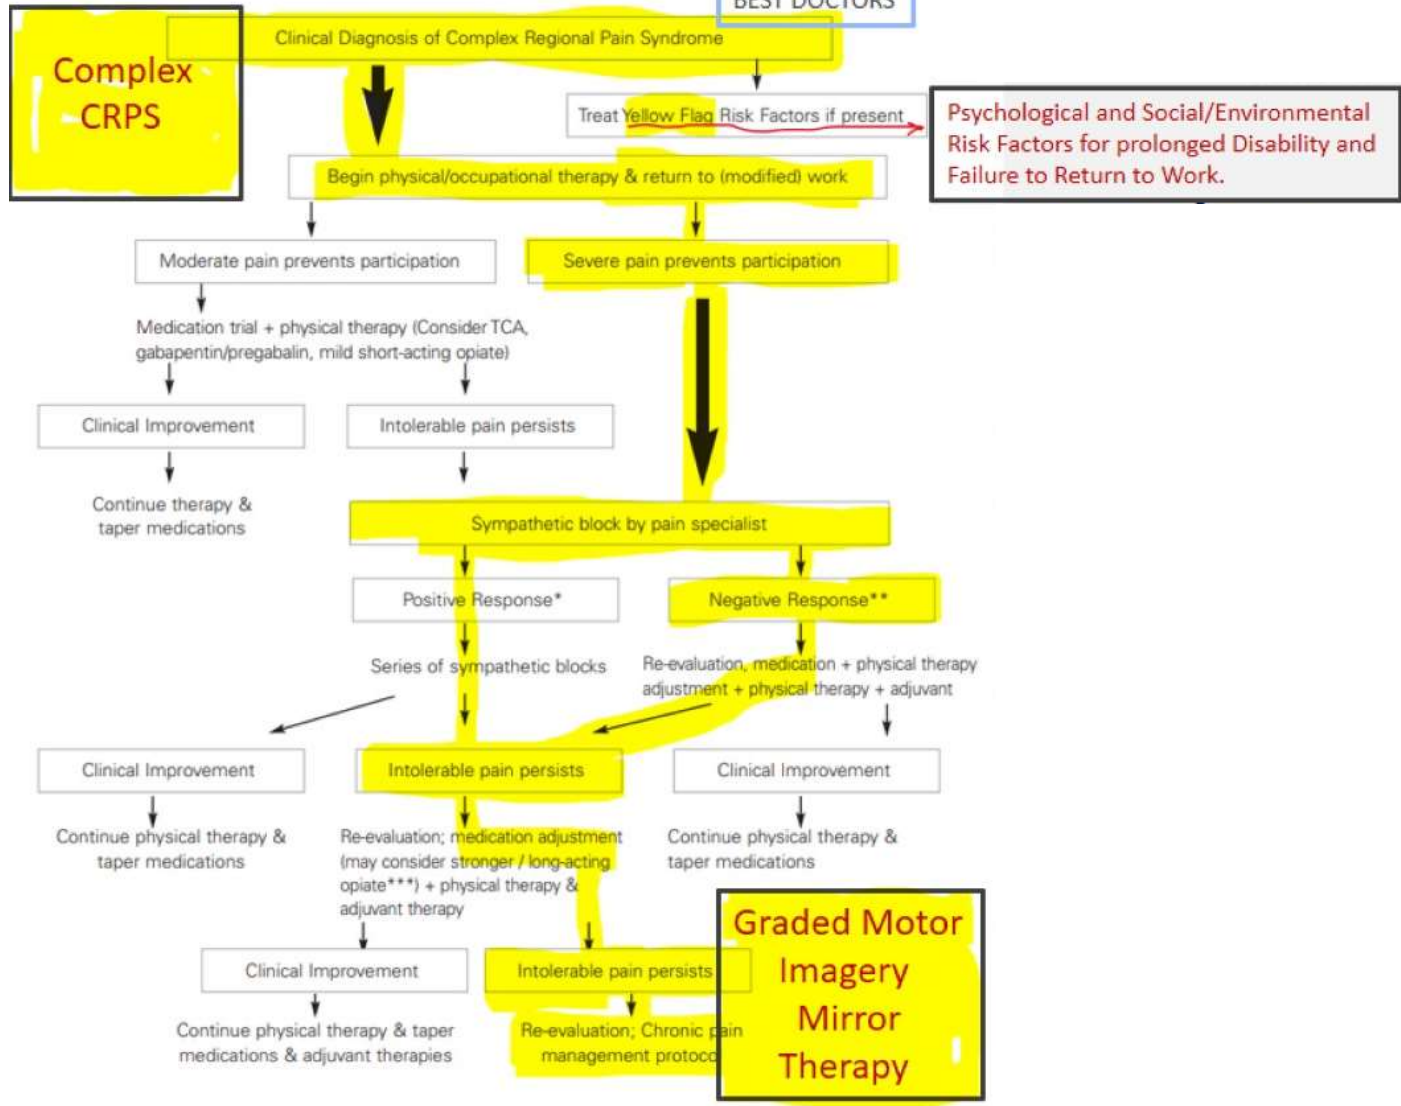 BEST DOCTORS
Complex
CRPS
Clinical Diagnosis of Complex Regional Pain Syndrome
Treat Yellow Flag Risk Factors if present
Psychological and Social/Environmental
Risk Factors for prolonged Disability and
Failure to Return to Work.
Begin physical/occupational therapy & return to (modified) work
Moderate pain prevents participation
Severe pain prevents participation
Medication trial + physical therapy (Consider TCA,
gabapentin/pregabalin, mild short-acting opiate)
Clinical Improvement
Intolerable pain persists
Continue therapy &
taper medications
Sympathetic block by pain specialist
Positive Response*
Negative Response**
Series of sympathetic blocks
Re-evaluation, medication + physical therapy
adjustment + physical therapy + adjuvant
Clinical Improvement
Intolerable pain persists
Clinical Improvement
Continue physical therapy &
taper medications
Re-evaluation; medication adjustment
(may consider stronger / long-acting
opiate***) + physical therapy &
adjuvant therapy
Continue physical therapy &
taper medications
Clinical Improvement
Intolerable pain persists
Continue physical therapy & taper
medications & adjuvant therapies
Re-evaluation; Chronic pain
management protoco
Graded Motor
Imagery
Mirror
Therapy